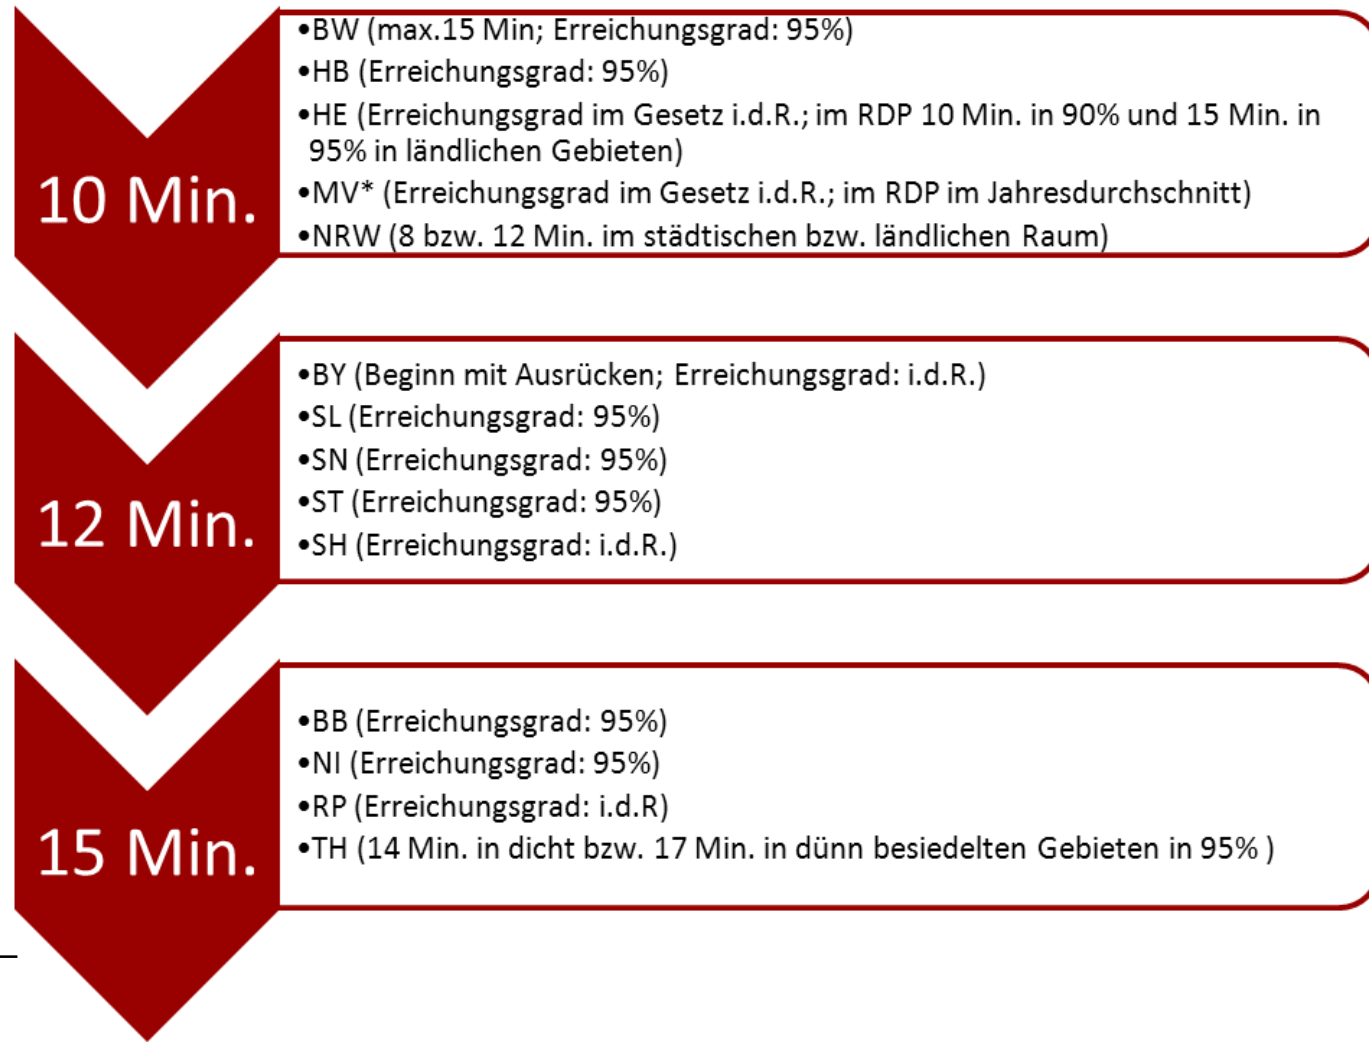 10 Min.
•BW (max.15 Min; Erreichungsgrad: 95%)
•HB (Erreichungsgrad: 95%)
•HE (Erreichungsgrad im Gesetz i.d.R.; im RDP 10 Min. in 90% und 15 Min. in
95% in ländlichen Gebieten)
•MV* (Erreichungsgrad im Gesetz i.d.R.; im RDP im Jahresdurchschnitt)
•NRW (8 bzw. 12 Min. im städtischen bzw. ländlichen Raum)
12 Min.
•BY (Beginn mit Ausrücken; Erreichungsgrad: i.d.R.)
•SL (Erreichungsgrad: 95%)
•SN (Erreichungsgrad: 95%)
•ST (Erreichungsgrad: 95%)
•SH (Erreichungsgrad: i.d.R.)
15 Min.
•BB (Erreichungsgrad: 95%)
•NI (Erreichungsgrad: 95%)
•RP (Erreichungsgrad: i.d.R)
•TH (14 Min. in dicht bzw. 17 Min. in dünn besiedelten Gebieten in 95% )